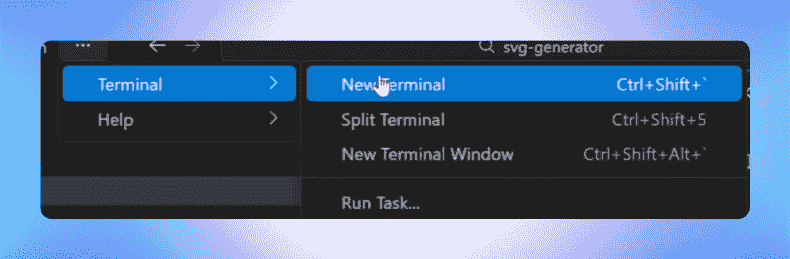 svg-generator
Terminal
Help
New Terminal Ctrl+Shift+`
Split Terminal Ctrl+Shift+5
New Terminal Window Ctrl+Shift+Alt+`
Run Task...